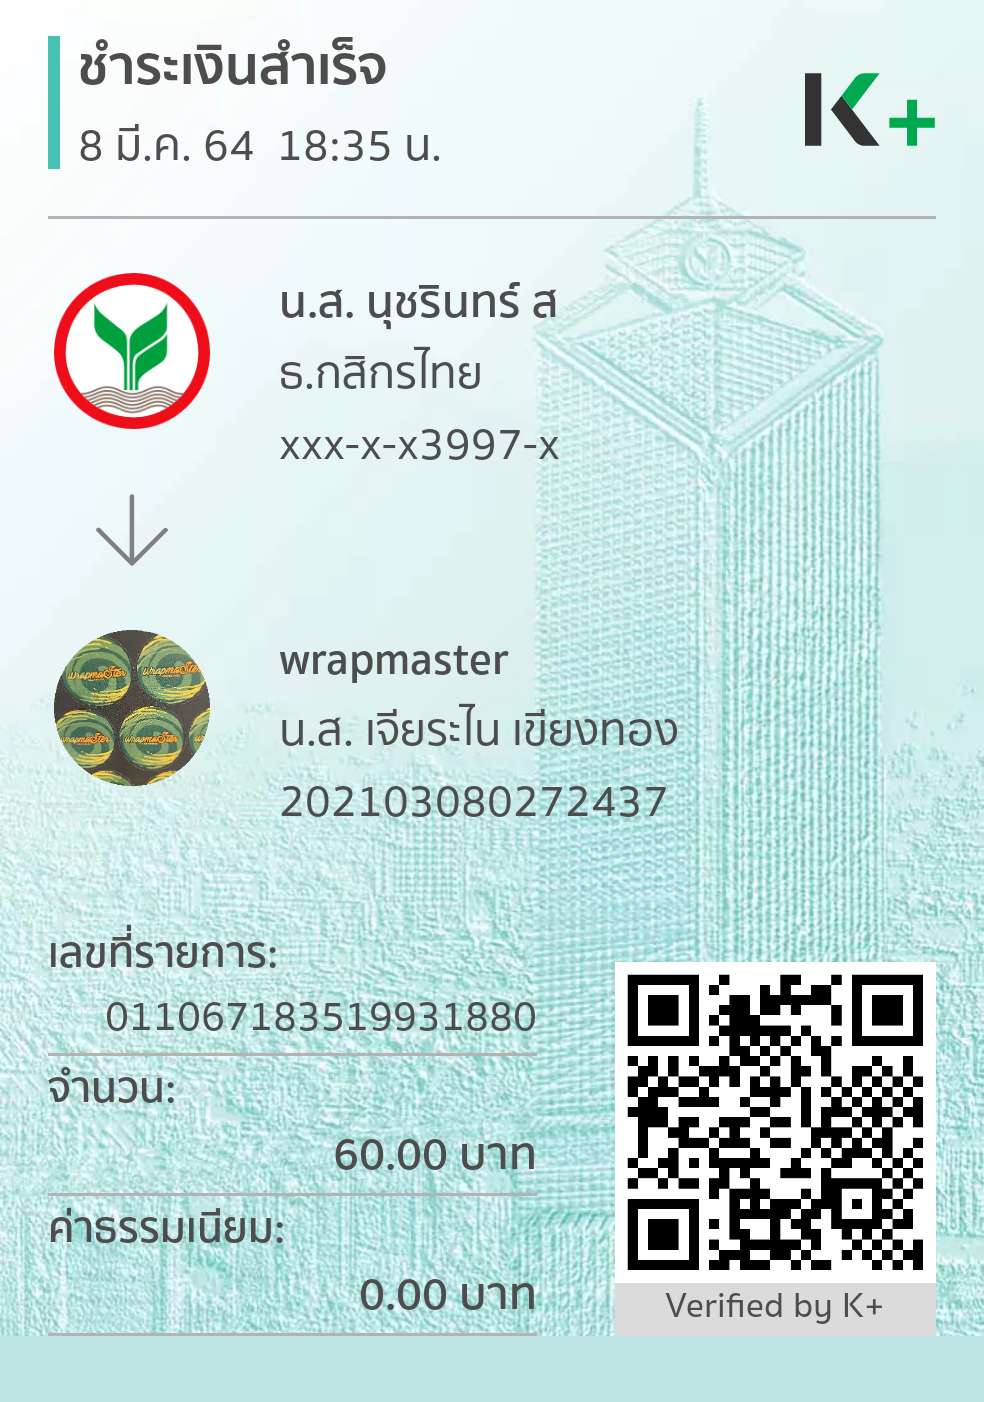 ชำระเงินสำเร็จ
8 มี.ค. 64 18:35 น.
K+
น.ส. นุชรินทร์ ส
ธ.กสิกรไทย
xxx-x-x3997-x
wrapmaster
น.ส. เจียระไน เขียงทอง
202103080272437
เลขที่รายการ:
011067183519931880
จำนวน:
60.00 บาท
ค่าธรรมเนียม:
0.00 บาท
Verified by K+